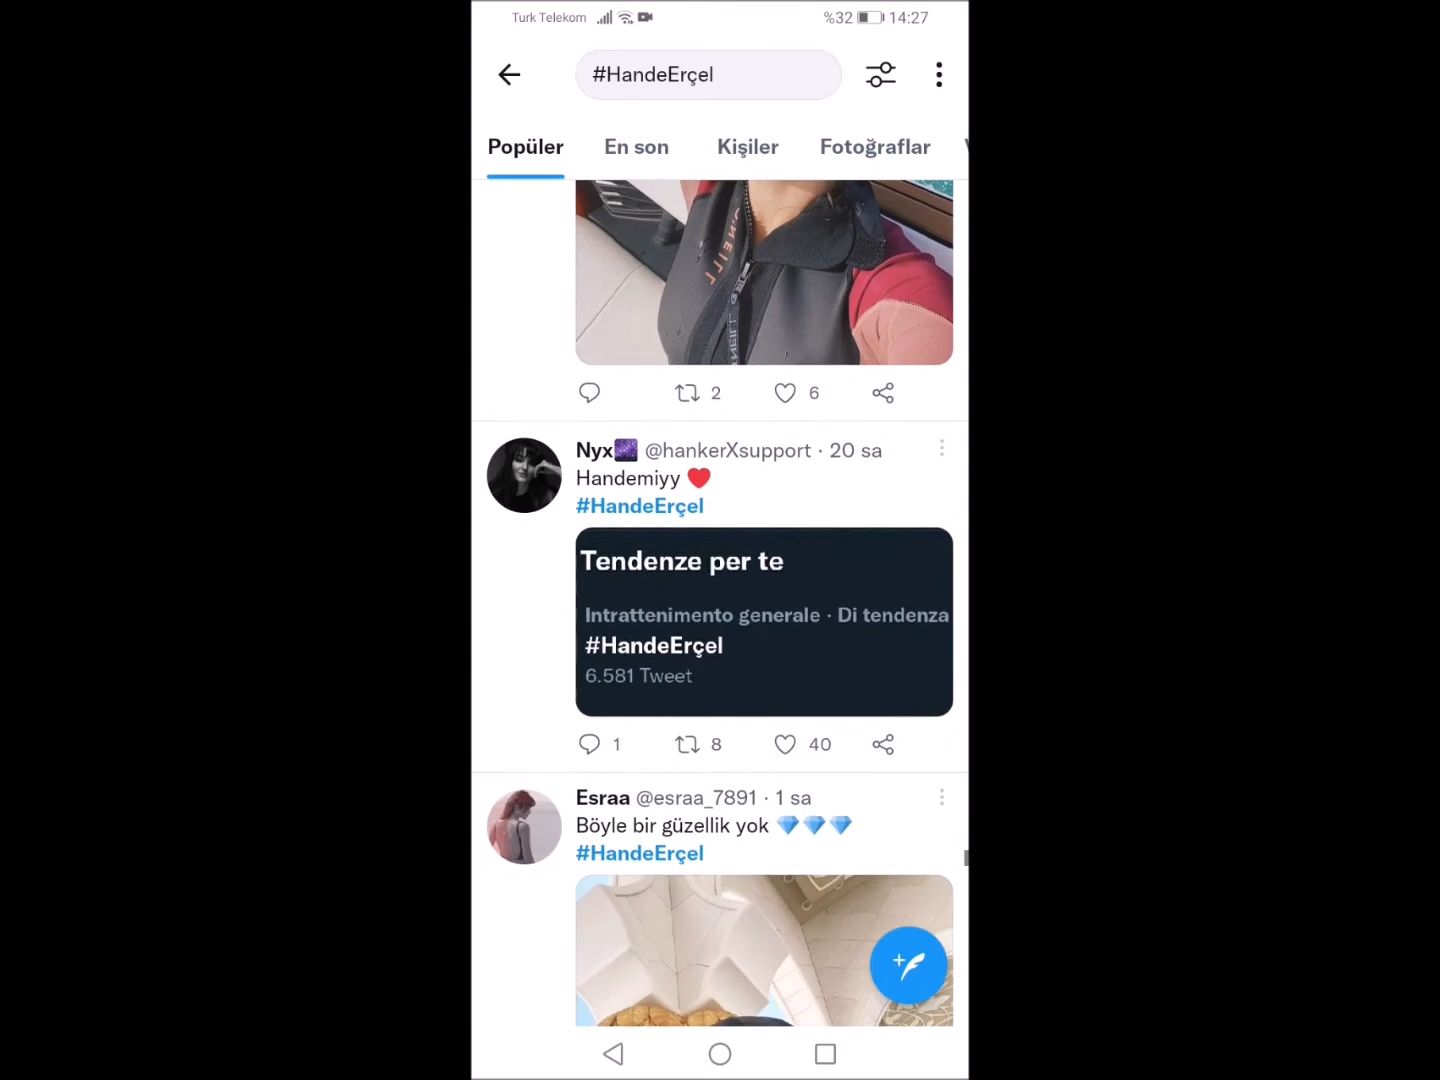 Turk Telekom
%32 14:27
#HandeErçel
Popüler En son Kişiler Fotoğraflar
O'NEILL
2 6
Nyx @hankerXsupport · 20 sa
Handemiyy
#HandeErçel
Tendenze per te
Intrattenimento generale · Di tendenza
#HandeErçel
6.581 Tweet
1 8 40
Esraa @esraa_7891 · 1 sa
Böyle bir güzellik yok
#HandeErçel